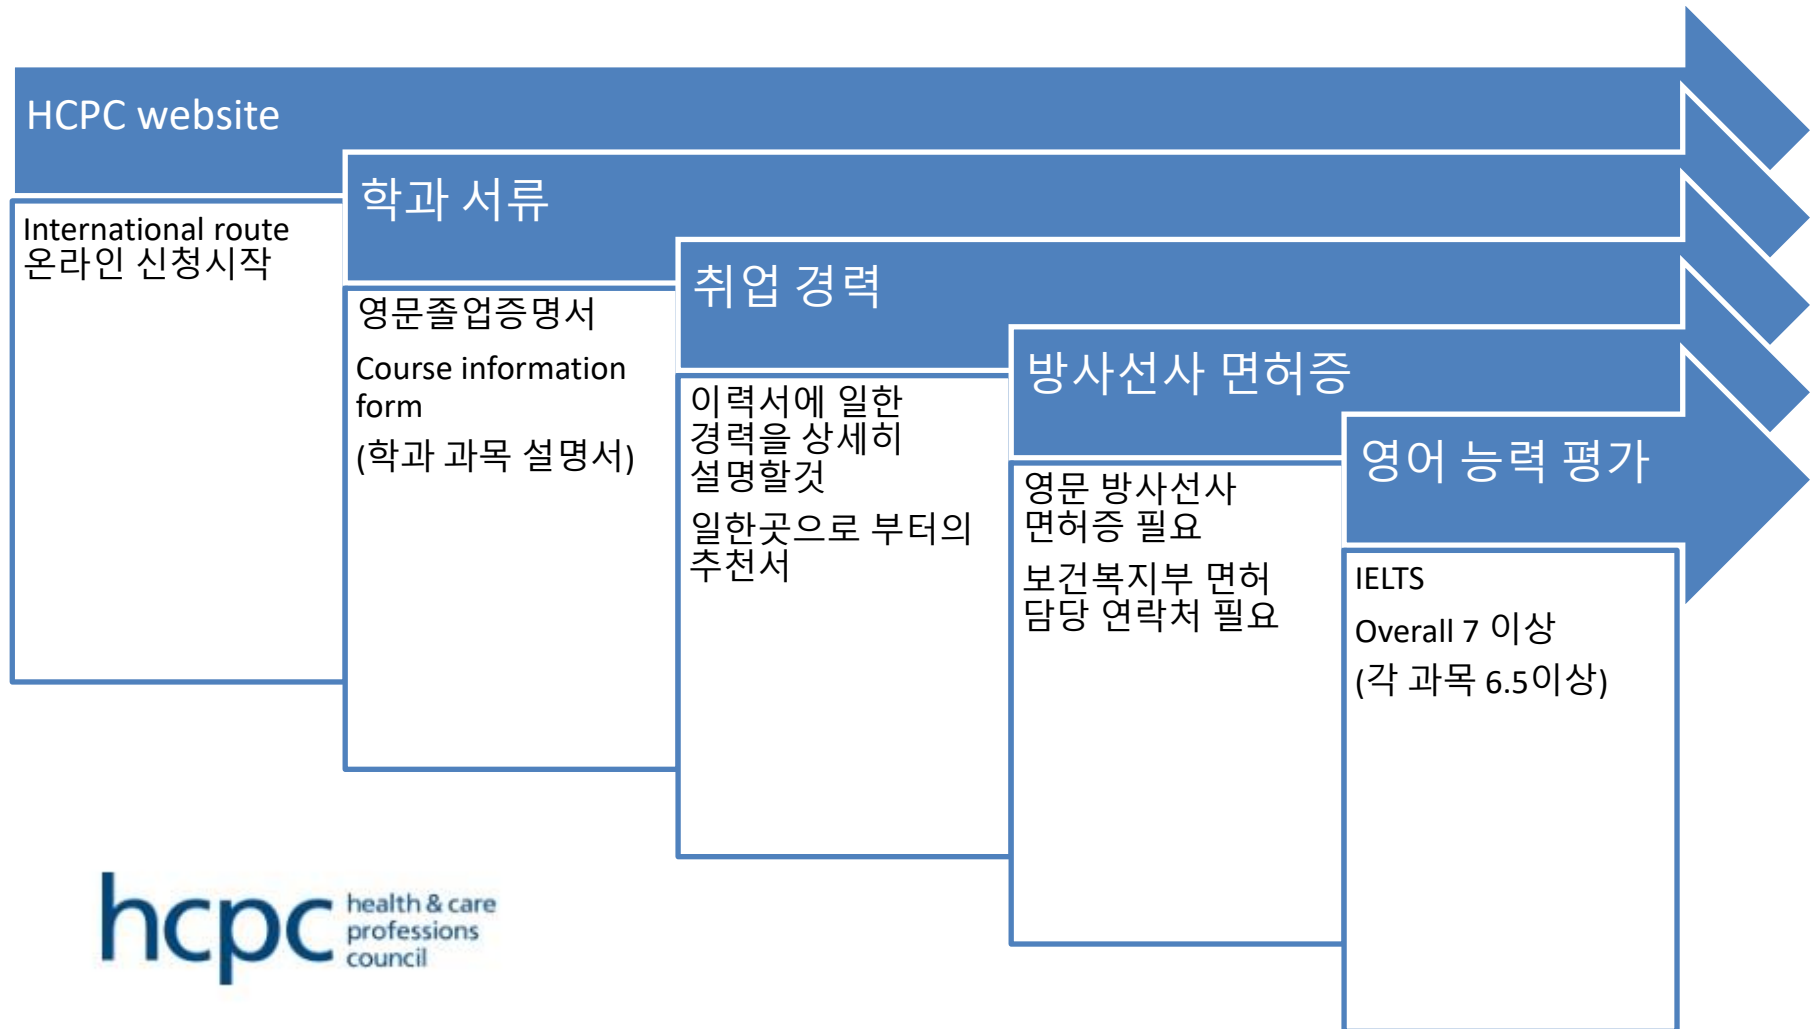 HCPC website
International route
온라인 신청시작
학과 서류
영문졸업증명서
Course information
form
(학과 과목 설명서)
취업 경력
이력서에 일한
경력을 상세히
설명할것
일한곳으로 부터의
추천서
방사선사 면허증
영문 방사선사
면허증 필요
보건복지부 면허
담당 연락처 필요
영어 능력 평가
IELTS
Overall 7 이상
(각 과목 6.5이상)
hcpc
health & care
professions
council